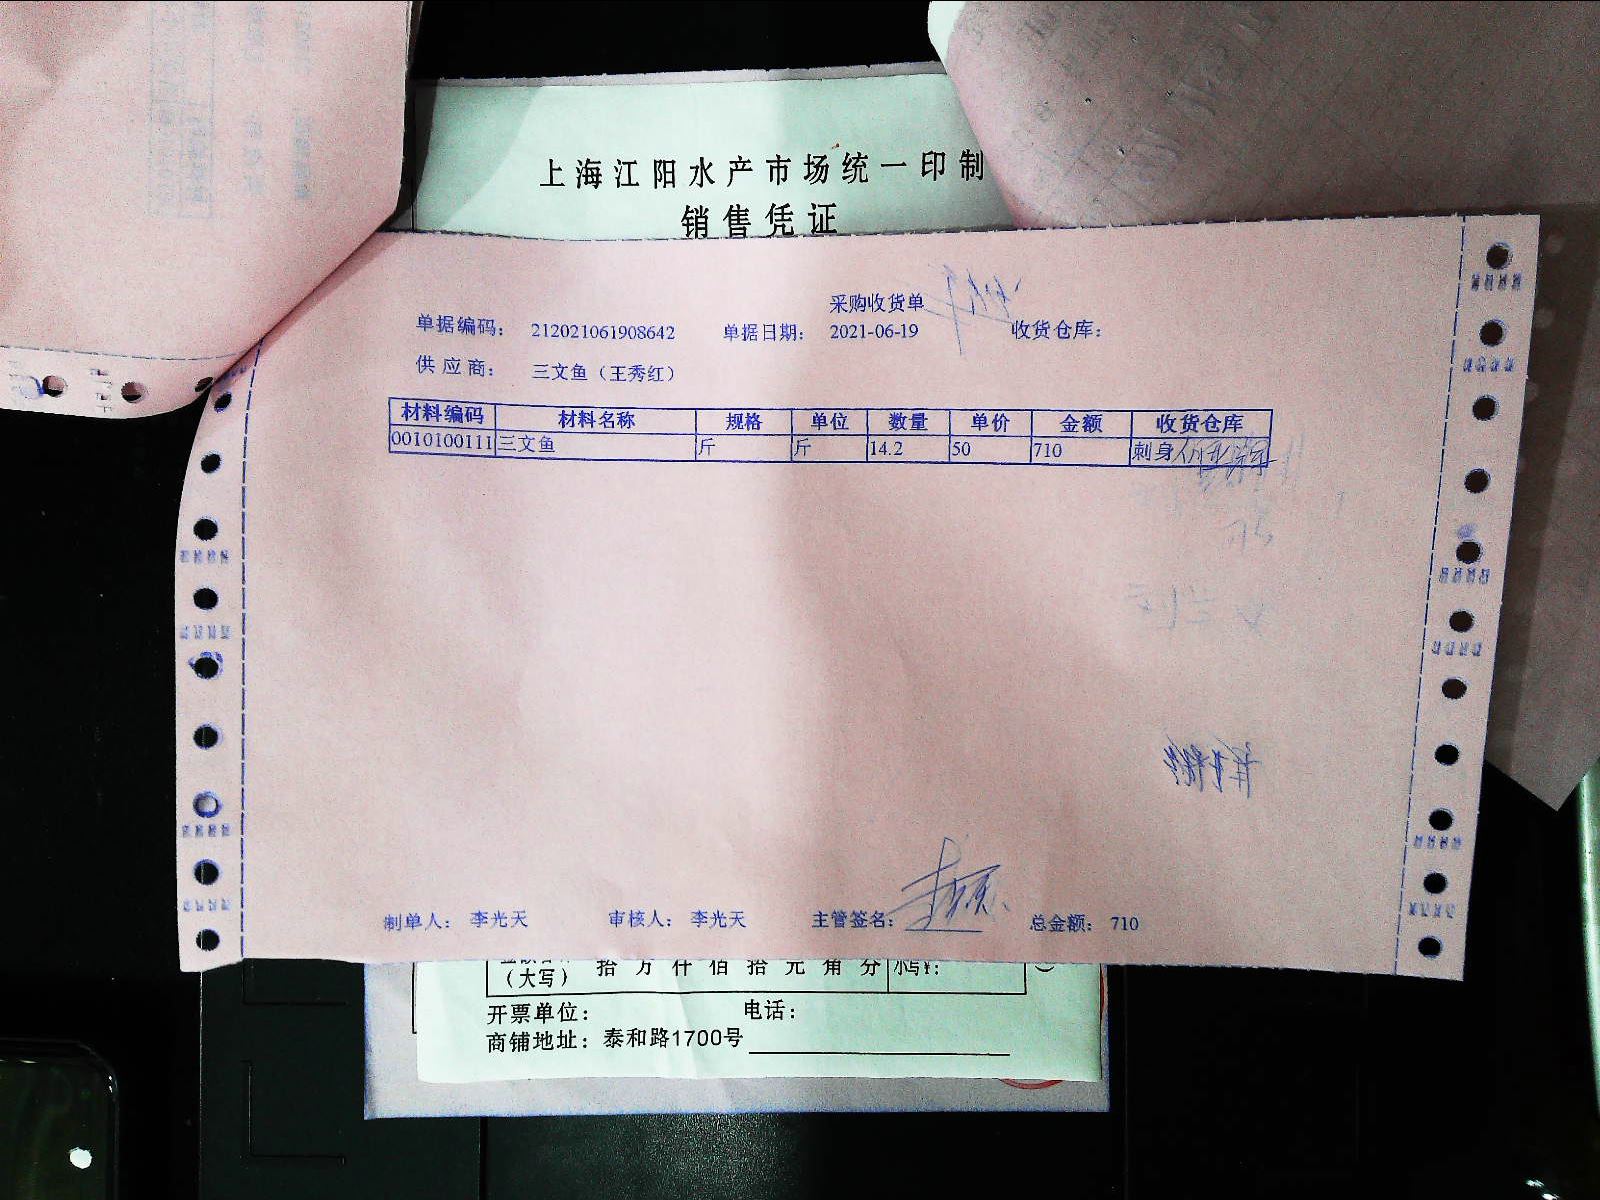 上海江阳水产市场统一印制
销售凭证
采购收货单
单据编码： 212021061908642 单据日期： 2021-06-19 收货仓库：
供应商： 三文鱼（王秀红）
材料编码 材料名称 规格 单位 数量 单价 金额 收货仓库
0010100111 三文鱼 斤 斤 14.2 50 710 刺身
制单人： 李光天 审核人： 李光天 主管签名： 总金额： 710
（大写） 拾 万 仟 佰 拾 元 角 分 小写¥：
开票单位： 电话：
商铺地址：泰和路1700号